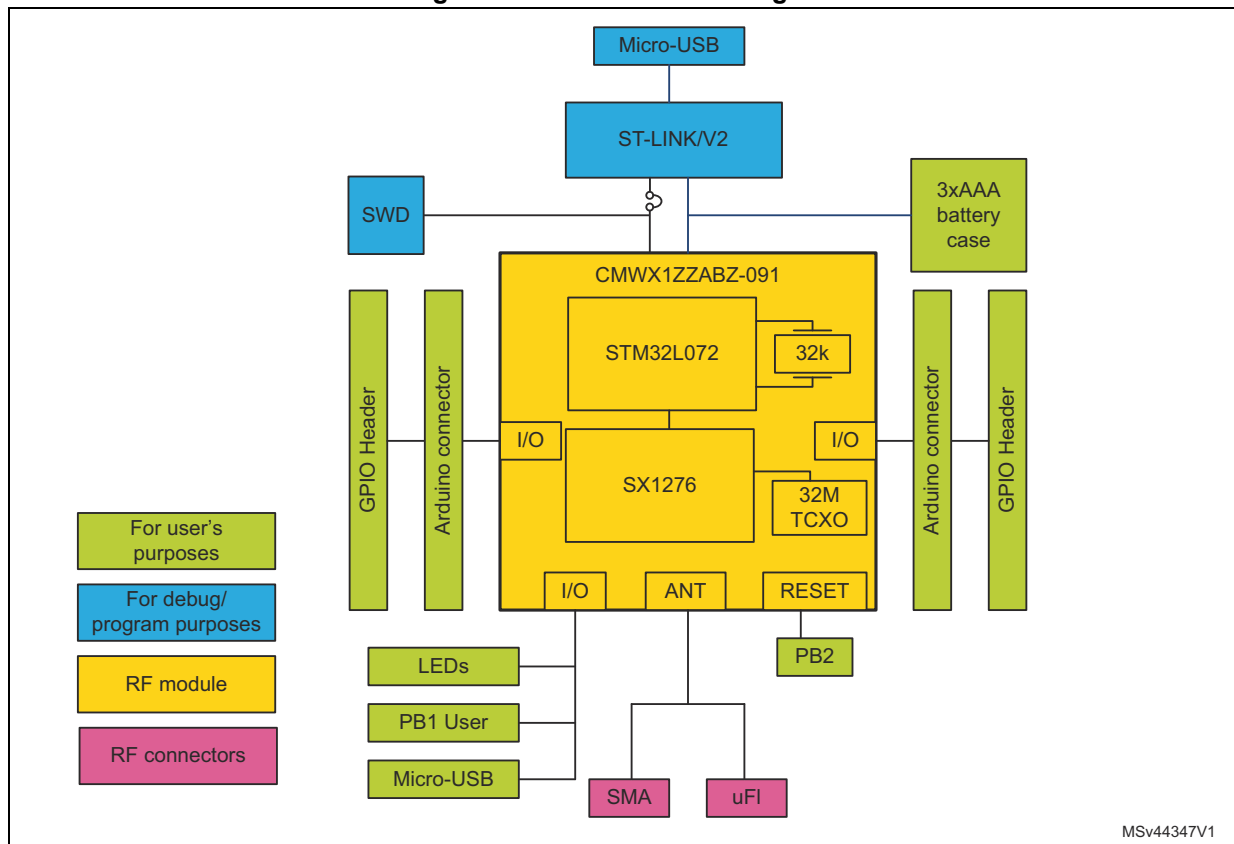 Micro-USB
ST-LINK/V2
SWD
3xAAA
battery
case
CMWX1ZZABZ-091
STM32L072
32k
GPIO Header
Arduino connector
I/O
SX1276
32M
TCXO
I/O
Arduino connector
GPIO Header
I/O
ANT
RESET
For user's
purposes
For debug/
program purposes
RF module
RF connectors
LEDs
PB1 User
Micro-USB
PB2
SMA
uFl
MSv44347V1